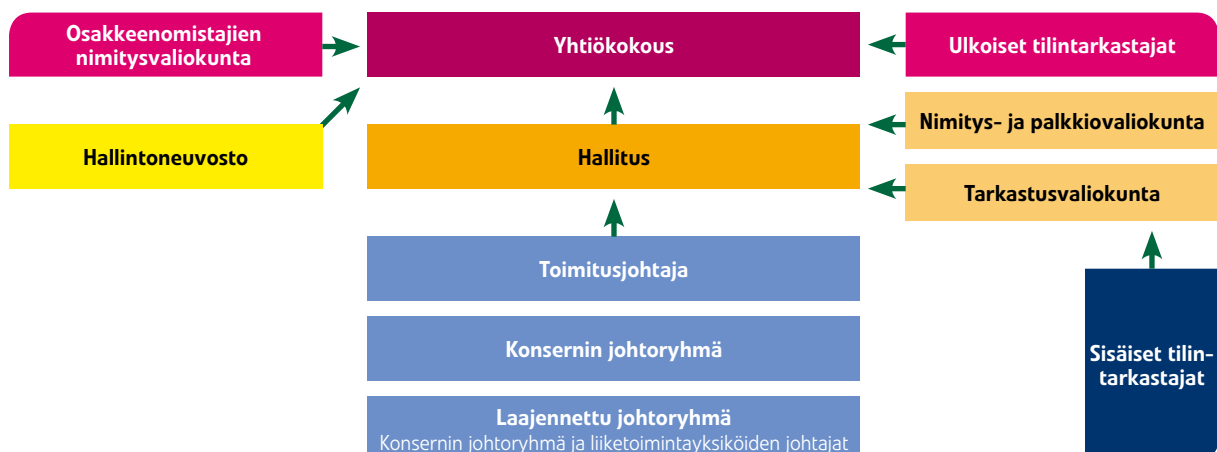 Osakkeenomistajien
nimitysvaliokunta
Yhtiökokous
Ulkoiset tilintarkastajat
Nimitys- ja palkkiovaliokunta
Hallintoneuvosto
Hallitus
Tarkastusvaliokunta
Toimitusjohtaja
Konsernin johtoryhmä
Sisäiset tilin-
tarkastajat
Laajennettu johtoryhmä
Konsernin johtoryhmä ja liiketoimintayksiköiden johtajat